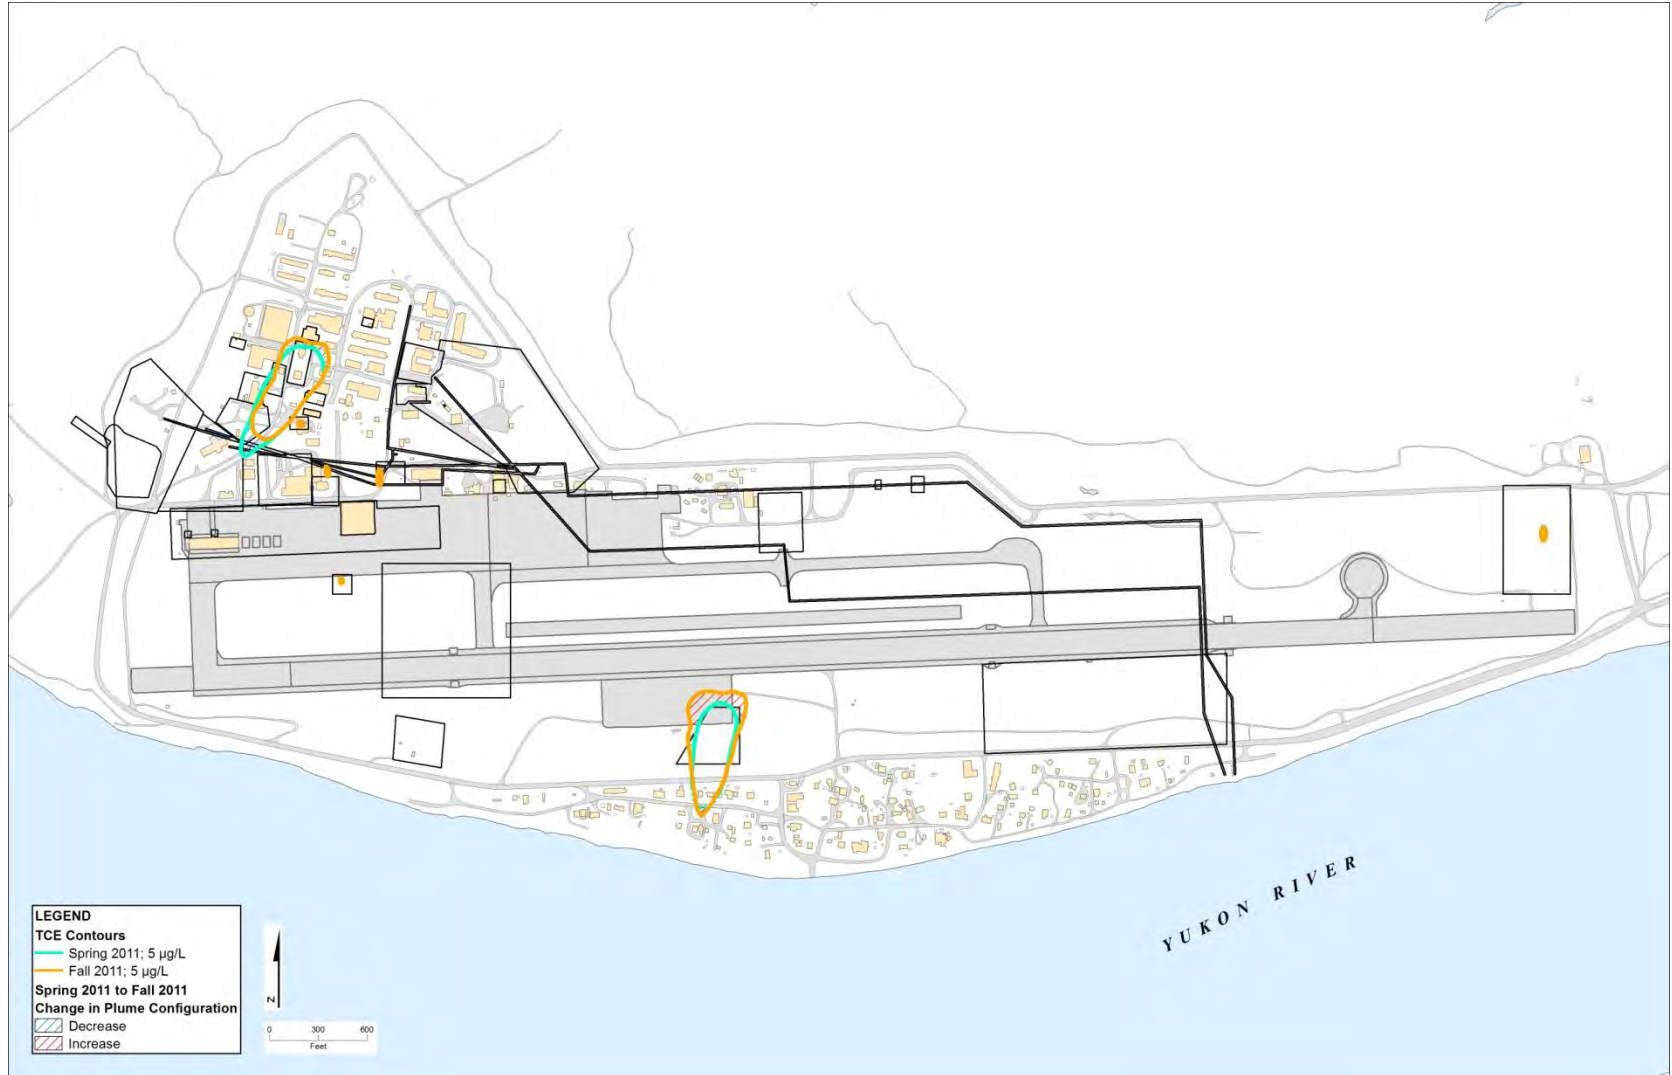 YUKON RIVER
LEGEND
TCE Contours
Spring 2011; 5 µg/L
Fall 2011; 5 µg/L
Spring 2011 to Fall 2011
Change in Plume Configuration
Decrease
Increase
N
0 300 600
Feet